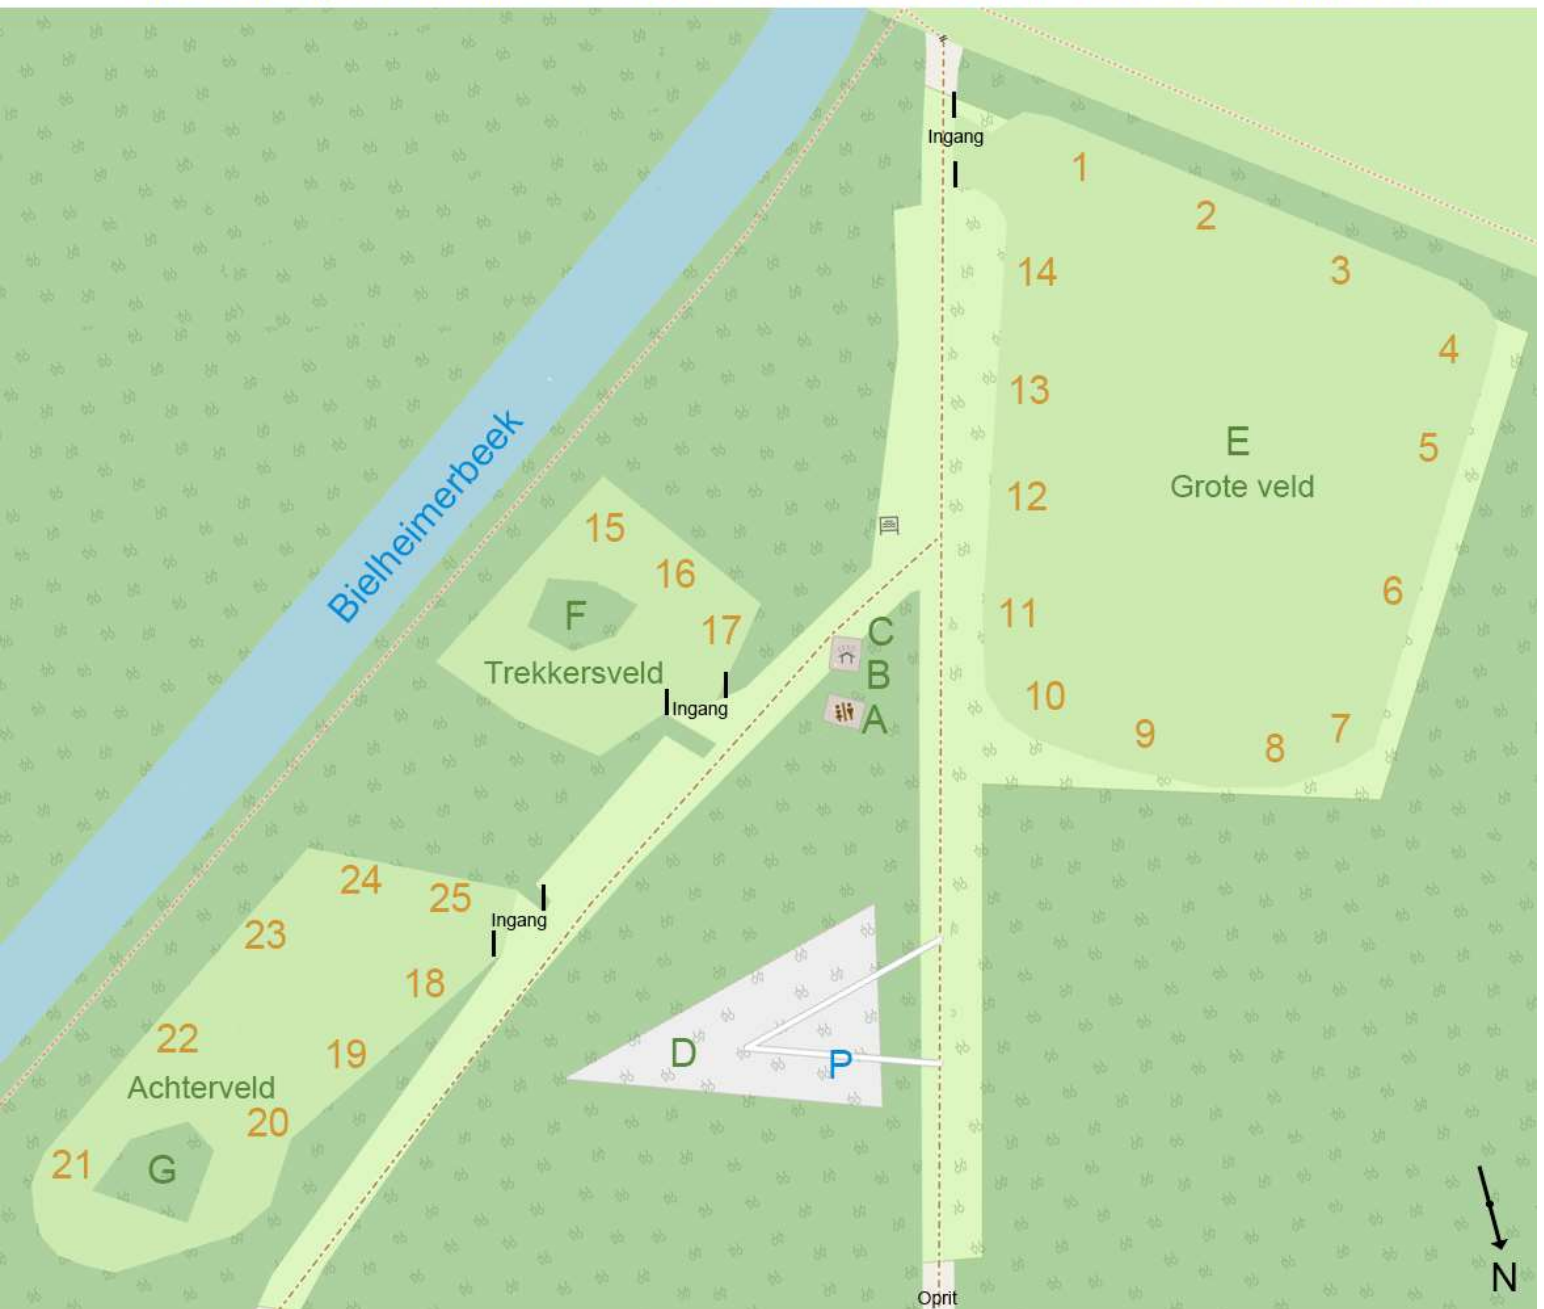 Ingang
1
2
3
4
5
6
7
8
9
10
11
12
13
14
E
Grote veld
Bielheimerbeek
15
16
17
F
Trekkersveld
Ingang
C
B
A
24
25
Ingang
23
18
22
19
Achterveld
20
21
G
D
P
N
Oprit